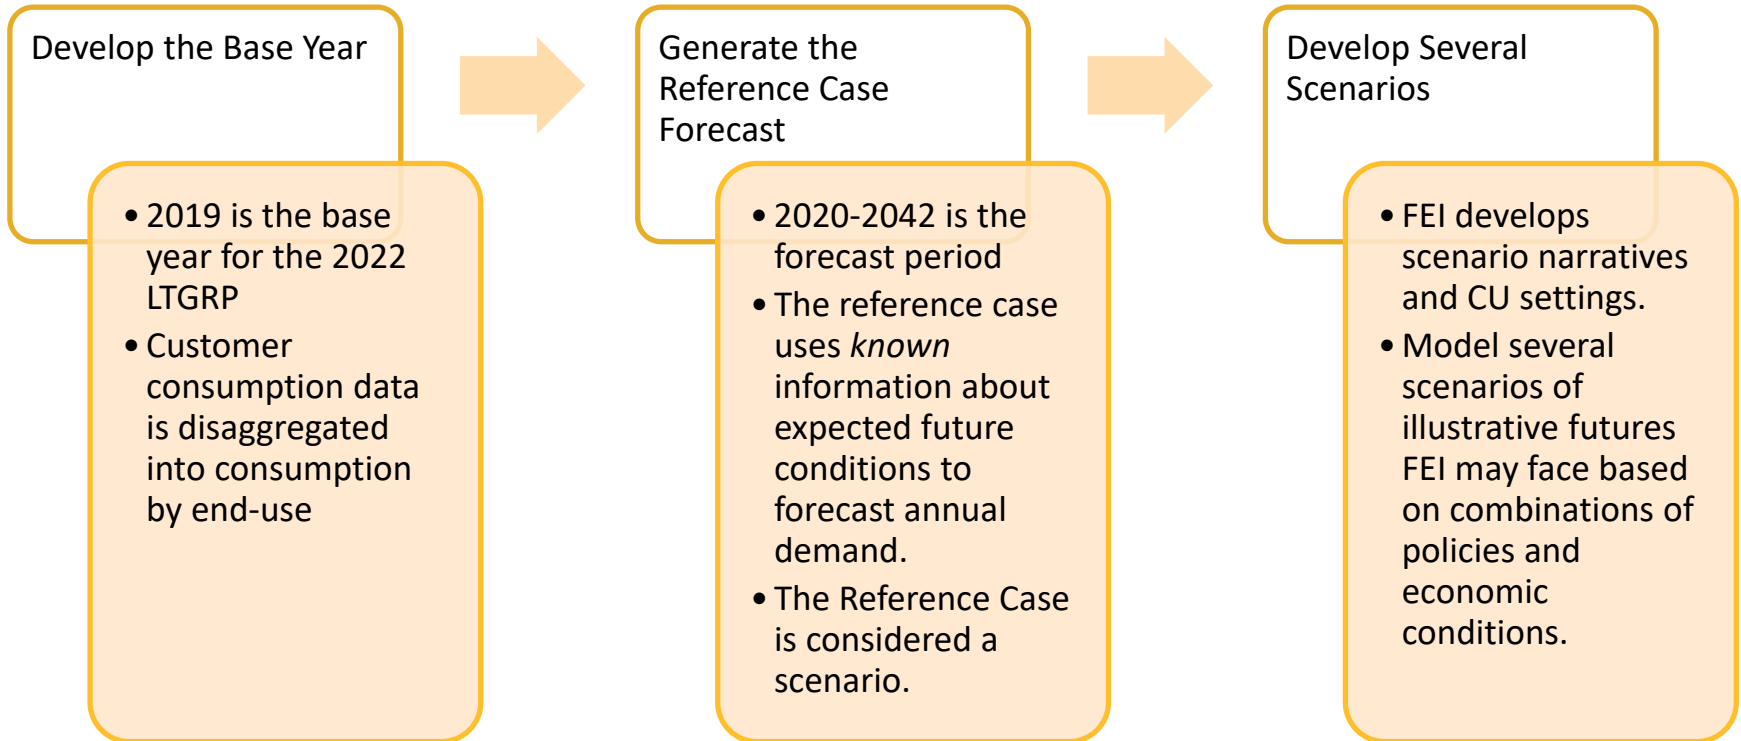 Develop the Base Year
• 2019 is the base
year for the 2022
LTGRP
• Customer
consumption data
is disaggregated
into consumption
by end-use
Generate the
Reference Case
Forecast
• 2020-2042 is the
forecast period
• The reference case
uses known
information about
expected future
conditions to
forecast annual
demand.
• The Reference Case
is considered a
scenario.
Develop Several
Scenarios
• FEI develops
scenario narratives
and CU settings.
• Model several
scenarios of
illustrative futures
FEI may face based
on combinations of
policies and
economic
conditions.